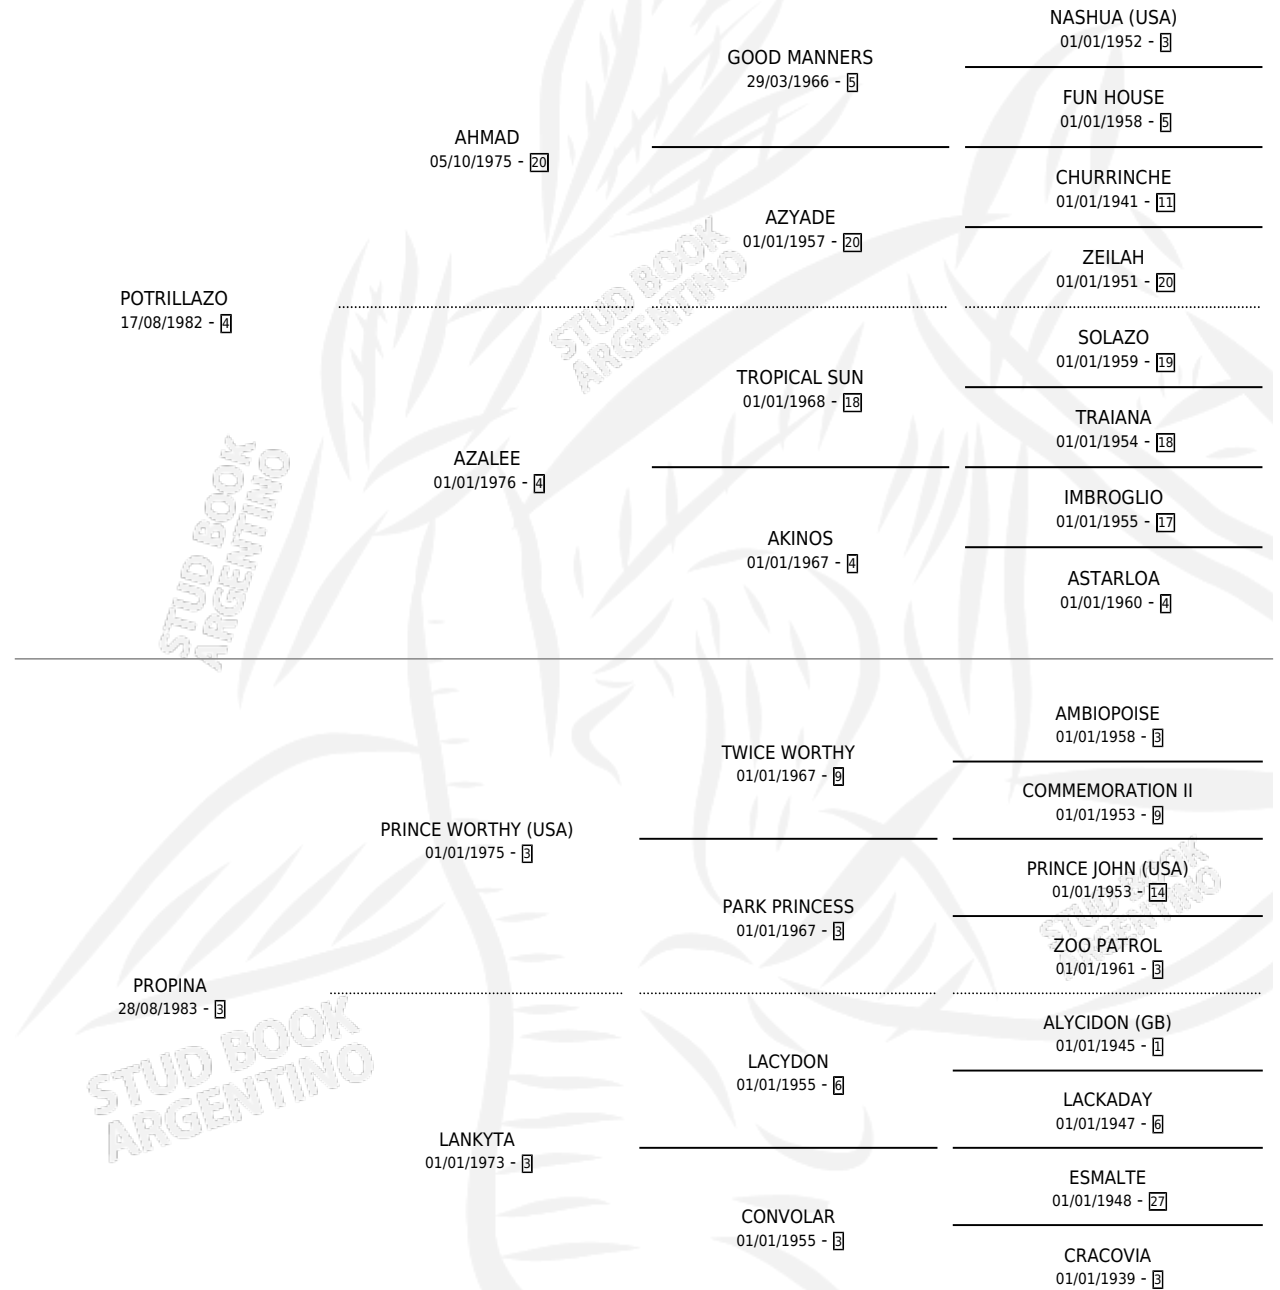 NASHUA (USA)
01/01/1952 - 3
GOOD MANNERS
29/03/1966 - 5
FUN HOUSE
01/01/1958 - 5
AHMAD
05/10/1975 - 20
CHURRINCHE
01/01/1941 - 11
AZYADE
01/01/1957 - 20
ZEILAH
01/01/1951 - 20
POTRILLAZO
17/08/1982 - 4
STUD BOOK
ARGENTINO
SOLAZO
01/01/1959 - 19
TROPICAL SUN
01/01/1968 - 18
TRAIANA
01/01/1954 - 18
AZALEE
01/01/1976 - 4
IMBROGLIO
01/01/1955 - 17
AKINOS
01/01/1967 - 4
ASTARLOA
01/01/1960 - 4
STUD BOOK
ARGENTINO
AMBIOPOISE
01/01/1958 - 3
TWICE WORTHY
01/01/1967 - 9
COMMEMORATION II
01/01/1953 - 9
PRINCE WORTHY (USA)
01/01/1975 - 3
PRINCE JOHN (USA)
01/01/1953 - 14
PARK PRINCESS
01/01/1967 - 3
STUD BOOK
ARGENTINO
ZOO PATROL
01/01/1961 - 3
PROPINA
28/08/1983 - 3
STUD BOOK
ARGENTINO
ALYCIDON (GB)
01/01/1945 - 1
LACYDON
01/01/1955 - 6
LACKADAY
01/01/1947 - 6
LANKYTA
01/01/1973 - 3
ESMALTE
01/01/1948 - 27
CONVOLAR
01/01/1955 - 3
CRACOVIA
01/01/1939 - 3